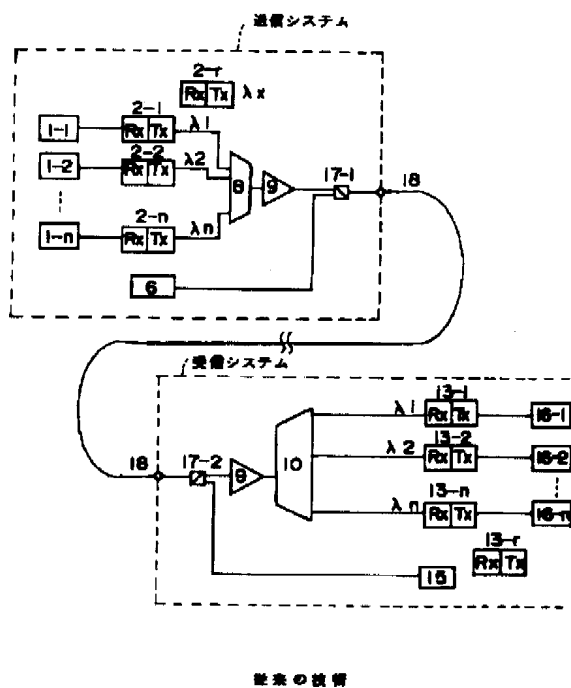 送信システム
2-r
Rx Tx λx
2-1
1-1 Rx Tx λ1
2-2
1-2 Rx Tx λ2
8 9 17-1 18
2-n
1-n Rx Tx λn
6
受信システム
13-1
λ1 Rx Tx 16-1
13-2
λ2 Rx Tx 16-2
18 17-2 9 10
13-n
λn Rx Tx 16-n
13-r
Rx Tx
15
従来の技術